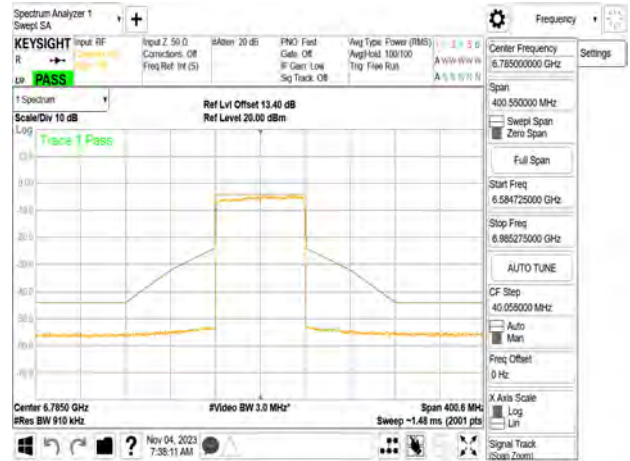 Spectrum Analyzer 1
Swept SA
Frequency
Settings
KEYSIGHT
Input: RF
Input Z: 50 Ω
Corrections: Off
Freq Ref: Int (S)
#Atten: 20 dB
PNO: Fast
Gate: Off
IF Gain: Low
Sig Track: Off
Avg Type: Power (RMS)
Avg|Hold: 100/100
Trig: Free Run
R
PASS
Center Frequency
6.785000000 GHz
Span
400.550000 MHz
Swept Span
Zero Span
Full Span
Start Freq
6.584725000 GHz
Stop Freq
6.985275000 GHz
AUTO TUNE
CF Step
40.055000 MHz
Auto
Man
Freq Offset
0 Hz
X Axis Scale
Log
Lin
Signal Track
(Span Zoom)
1 Spectrum
Scale/Div 10 dB
Log
Ref Lvl Offset 13.40 dB
Ref Level 20.00 dBm
Trace 1 Pass
Center 6.7850 GHz
#Res BW 910 kHz
#Video BW 3.0 MHz*
Span 400.6 MHz
Sweep ~1.48 ms (2001 pts
Nov 04, 2023
7:38:11 AM